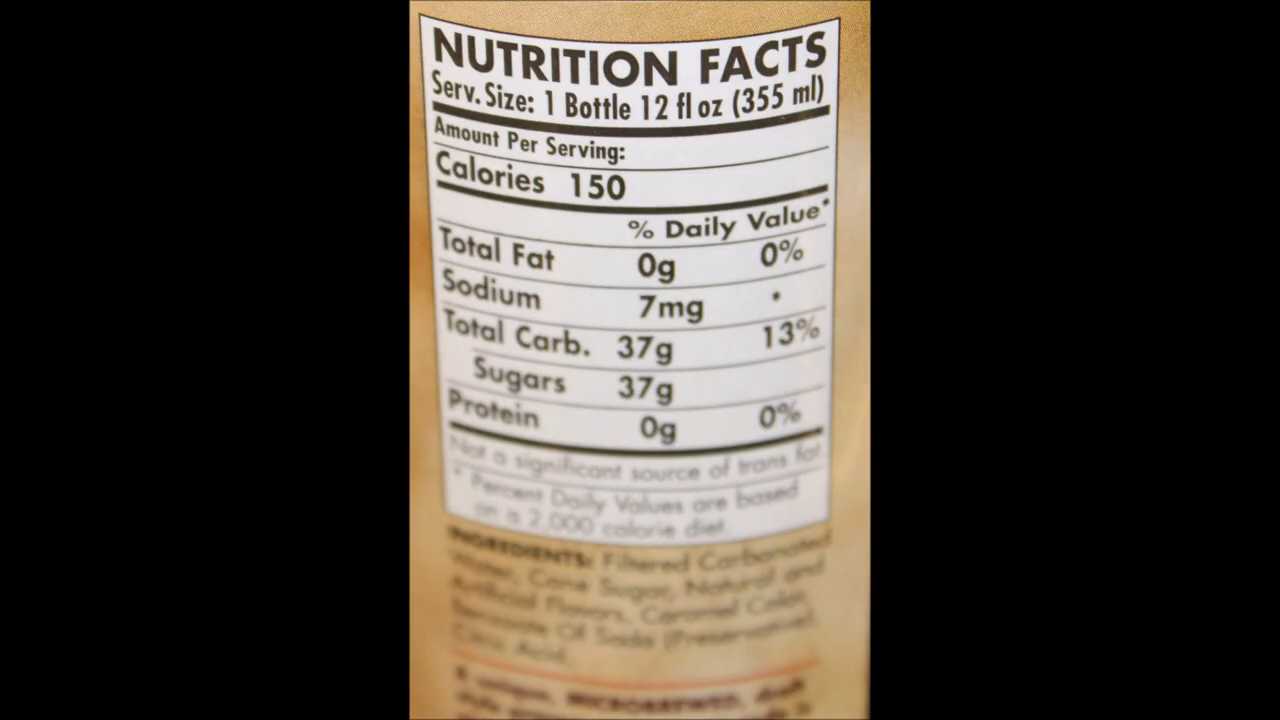 NUTRITION FACTS
Serv. Size: 1 Bottle 12 fl oz (355 ml)
Amount Per Serving:
Calories 150
% Daily Value*
Total Fat 0g 0%
Sodium 7mg *
Total Carb. 37g 13%
Sugars 37g
Protein 0g 0%
Not a significant source of trans fat.
* Percent Daily Values are based
on a 2,000 calorie diet.
INGREDIENTS: Filtered Carbonated
Water, Cane Sugar, Natural and
Artificial Flavors, Caramel Color,
Benzoate Of Soda (Preservative),
Citric Acid.
MICROBREWED, draft
style